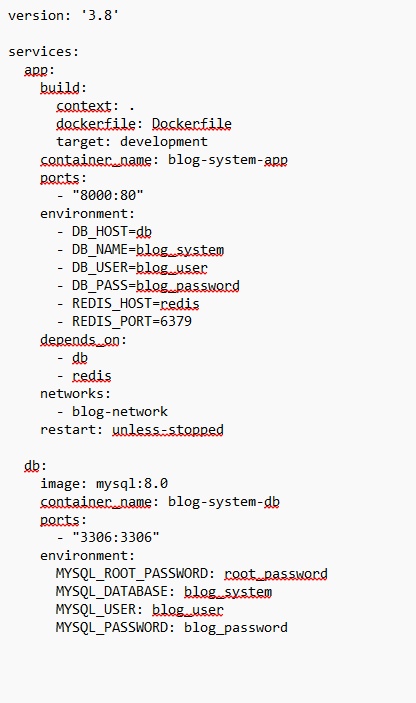 version: '3.8'

services:
  app:
    build:
      context: .
      dockerfile: Dockerfile
      target: development
    container_name: blog-system-app
    ports:
      - "8000:80"
    environment:
      - DB_HOST=db
      - DB_NAME=blog_system
      - DB_USER=blog_user
      - DB_PASS=blog_password
      - REDIS_HOST=redis
      - REDIS_PORT=6379
    depends_on:
      - db
      - redis
    networks:
      - blog-network
    restart: unless-stopped

  db:
    image: mysql:8.0
    container_name: blog-system-db
    ports:
      - "3306:3306"
    environment:
      MYSQL_ROOT_PASSWORD: root_password
      MYSQL_DATABASE: blog_system
      MYSQL_USER: blog_user
      MYSQL_PASSWORD: blog_password